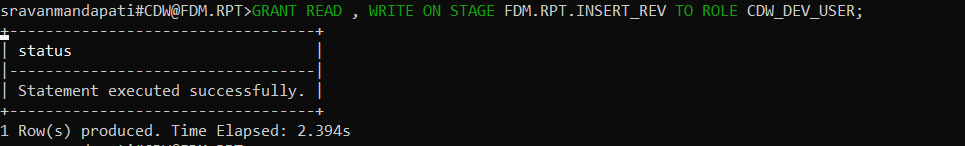 sravanmandapati#CDW@FDM.RPT>GRANT READ , WRITE ON STAGE FDM.RPT.INSERT_REV TO ROLE CDW_DEV_USER;
+----------------------------------+
| status                           |
|----------------------------------|
| Statement executed successfully. |
+----------------------------------+
1 Row(s) produced. Time Elapsed: 2.394s